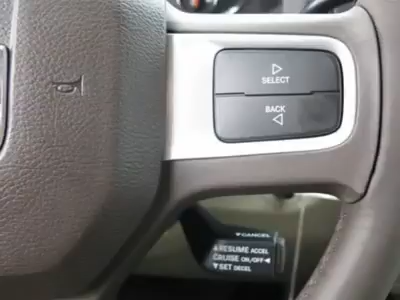 ▷
SELECT
BACK
◁
▼CANCEL
▲RESUME ACCEL
CRUISE ON/OFF◀
▼SET DECEL